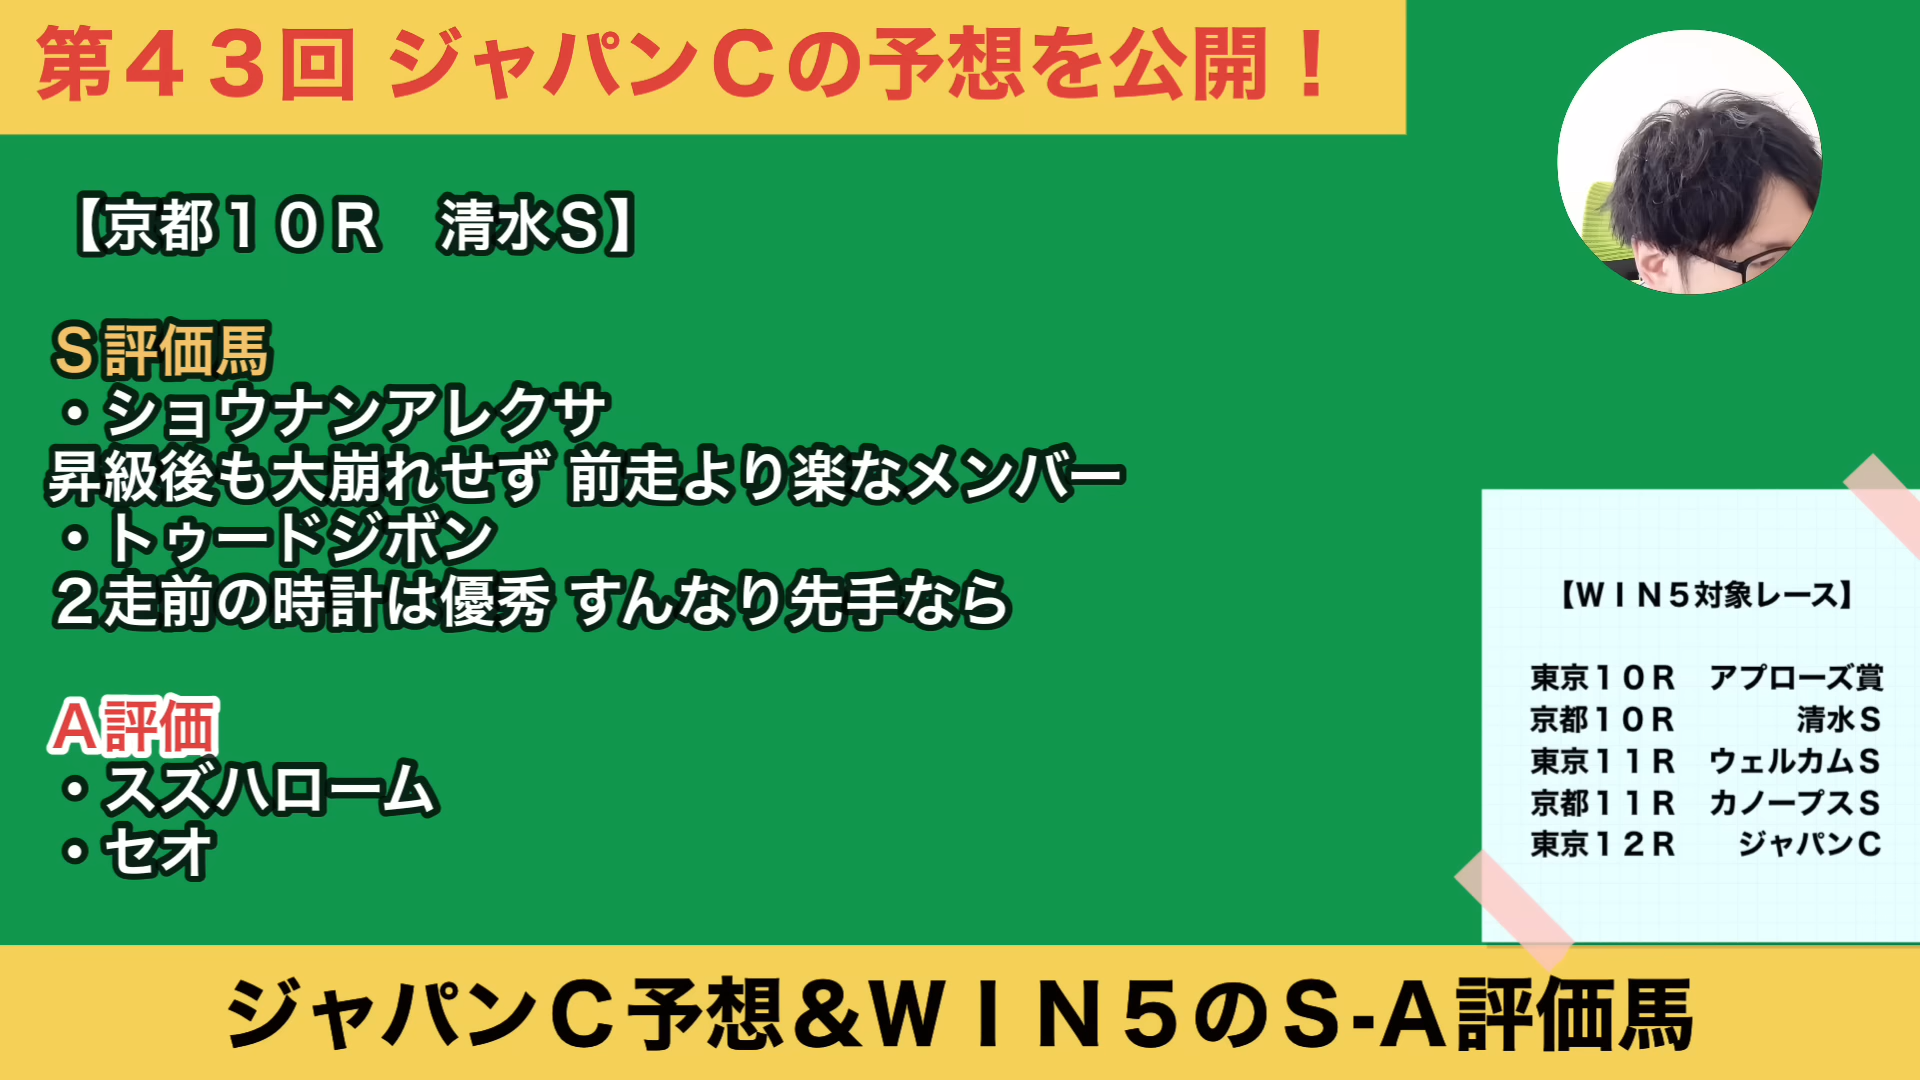 第４３回 ジャパンＣの予想を公開！
【京都１０Ｒ　清水Ｓ】
Ｓ評価馬
・ショウナンアレクサ
昇級後も大崩れせず 前走より楽なメンバー
・トゥードジボン
２走前の時計は優秀 すんなり先手なら
Ａ評価
・スズハローム
・セオ
【ＷＩＮ５対象レース】
東京１０Ｒ　アプローズ賞
京都１０Ｒ　清水Ｓ
東京１１Ｒ　ウェルカムＳ
京都１１Ｒ　カノープスＳ
東京１２Ｒ　ジャパンＣ
ジャパンＣ予想&ＷＩＮ５のＳ-Ａ評価馬